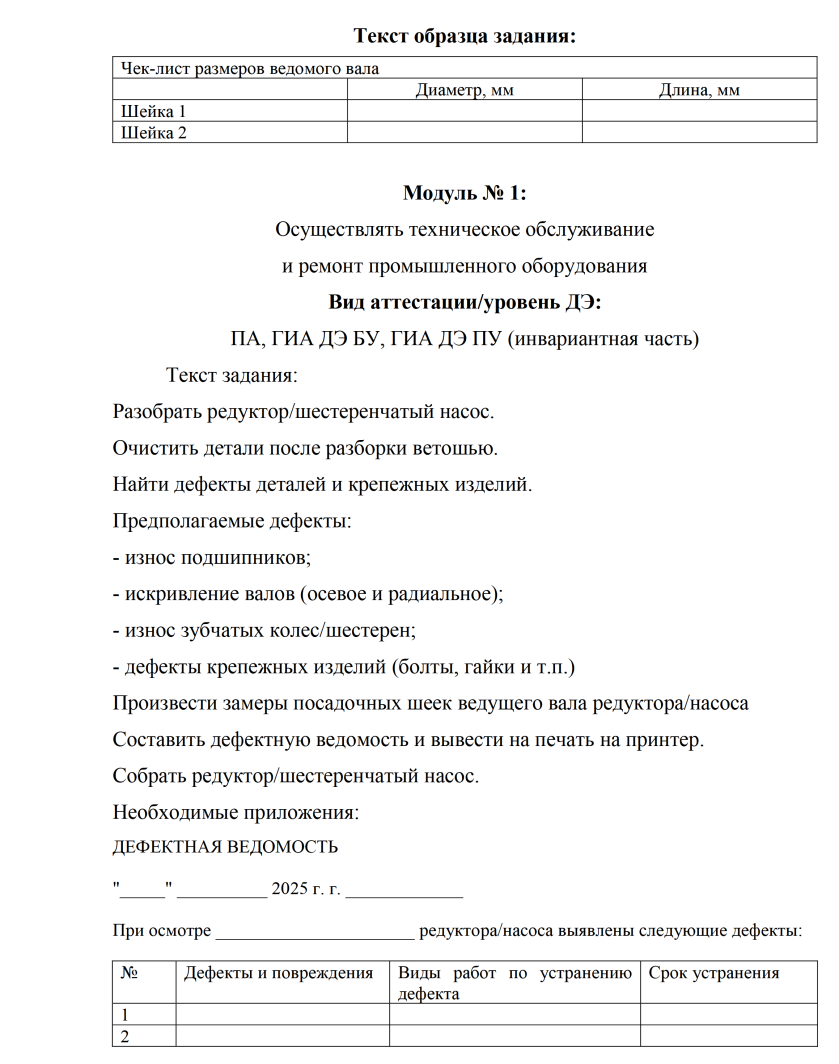 Текст образца задания:
Чек-лист размеров ведомого вала
Диаметр, мм Длина, мм
Шейка 1
Шейка 2
Модуль № 1:
Осуществлять техническое обслуживание
и ремонт промышленного оборудования
Вид аттестации/уровень ДЭ:
ПА, ГИА ДЭ БУ, ГИА ДЭ ПУ (инвариантная часть)
Текст задания:
Разобрать редуктор/шестеренчатый насос.
Очистить детали после разборки ветошью.
Найти дефекты деталей и крепежных изделий.
Предполагаемые дефекты:
- износ подшипников;
- искривление валов (осевое и радиальное);
- износ зубчатых колес/шестерен;
- дефекты крепежных изделий (болты, гайки и т.п.)
Произвести замеры посадочных шеек ведущего вала редуктора/насоса
Составить дефектную ведомость и вывести на печать на принтер.
Собрать редуктор/шестеренчатый насос.
Необходимые приложения:
ДЕФЕКТНАЯ ВЕДОМОСТЬ
"_____" __________ 2025 г. г. _____________
При осмотре ______________________ редуктора/насоса выявлены следующие дефекты:
№ Дефекты и повреждения Виды работ по устранению Срок устранения
дефекта
1
2